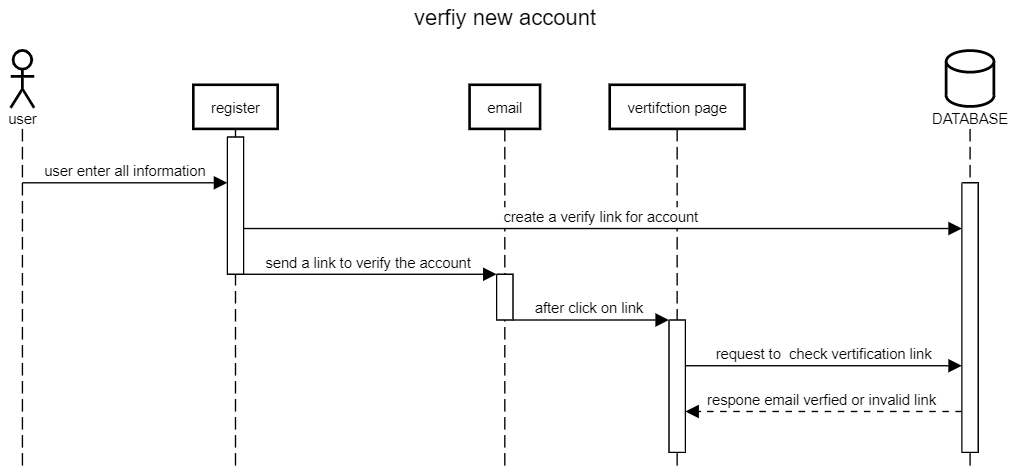 verfiy new account
user
register
email
vertifction page
DATABASE
user enter all information
create a verify link for account
send a link to verify the account
after click on link
request to  check vertification link
respone email verfied or invalid link